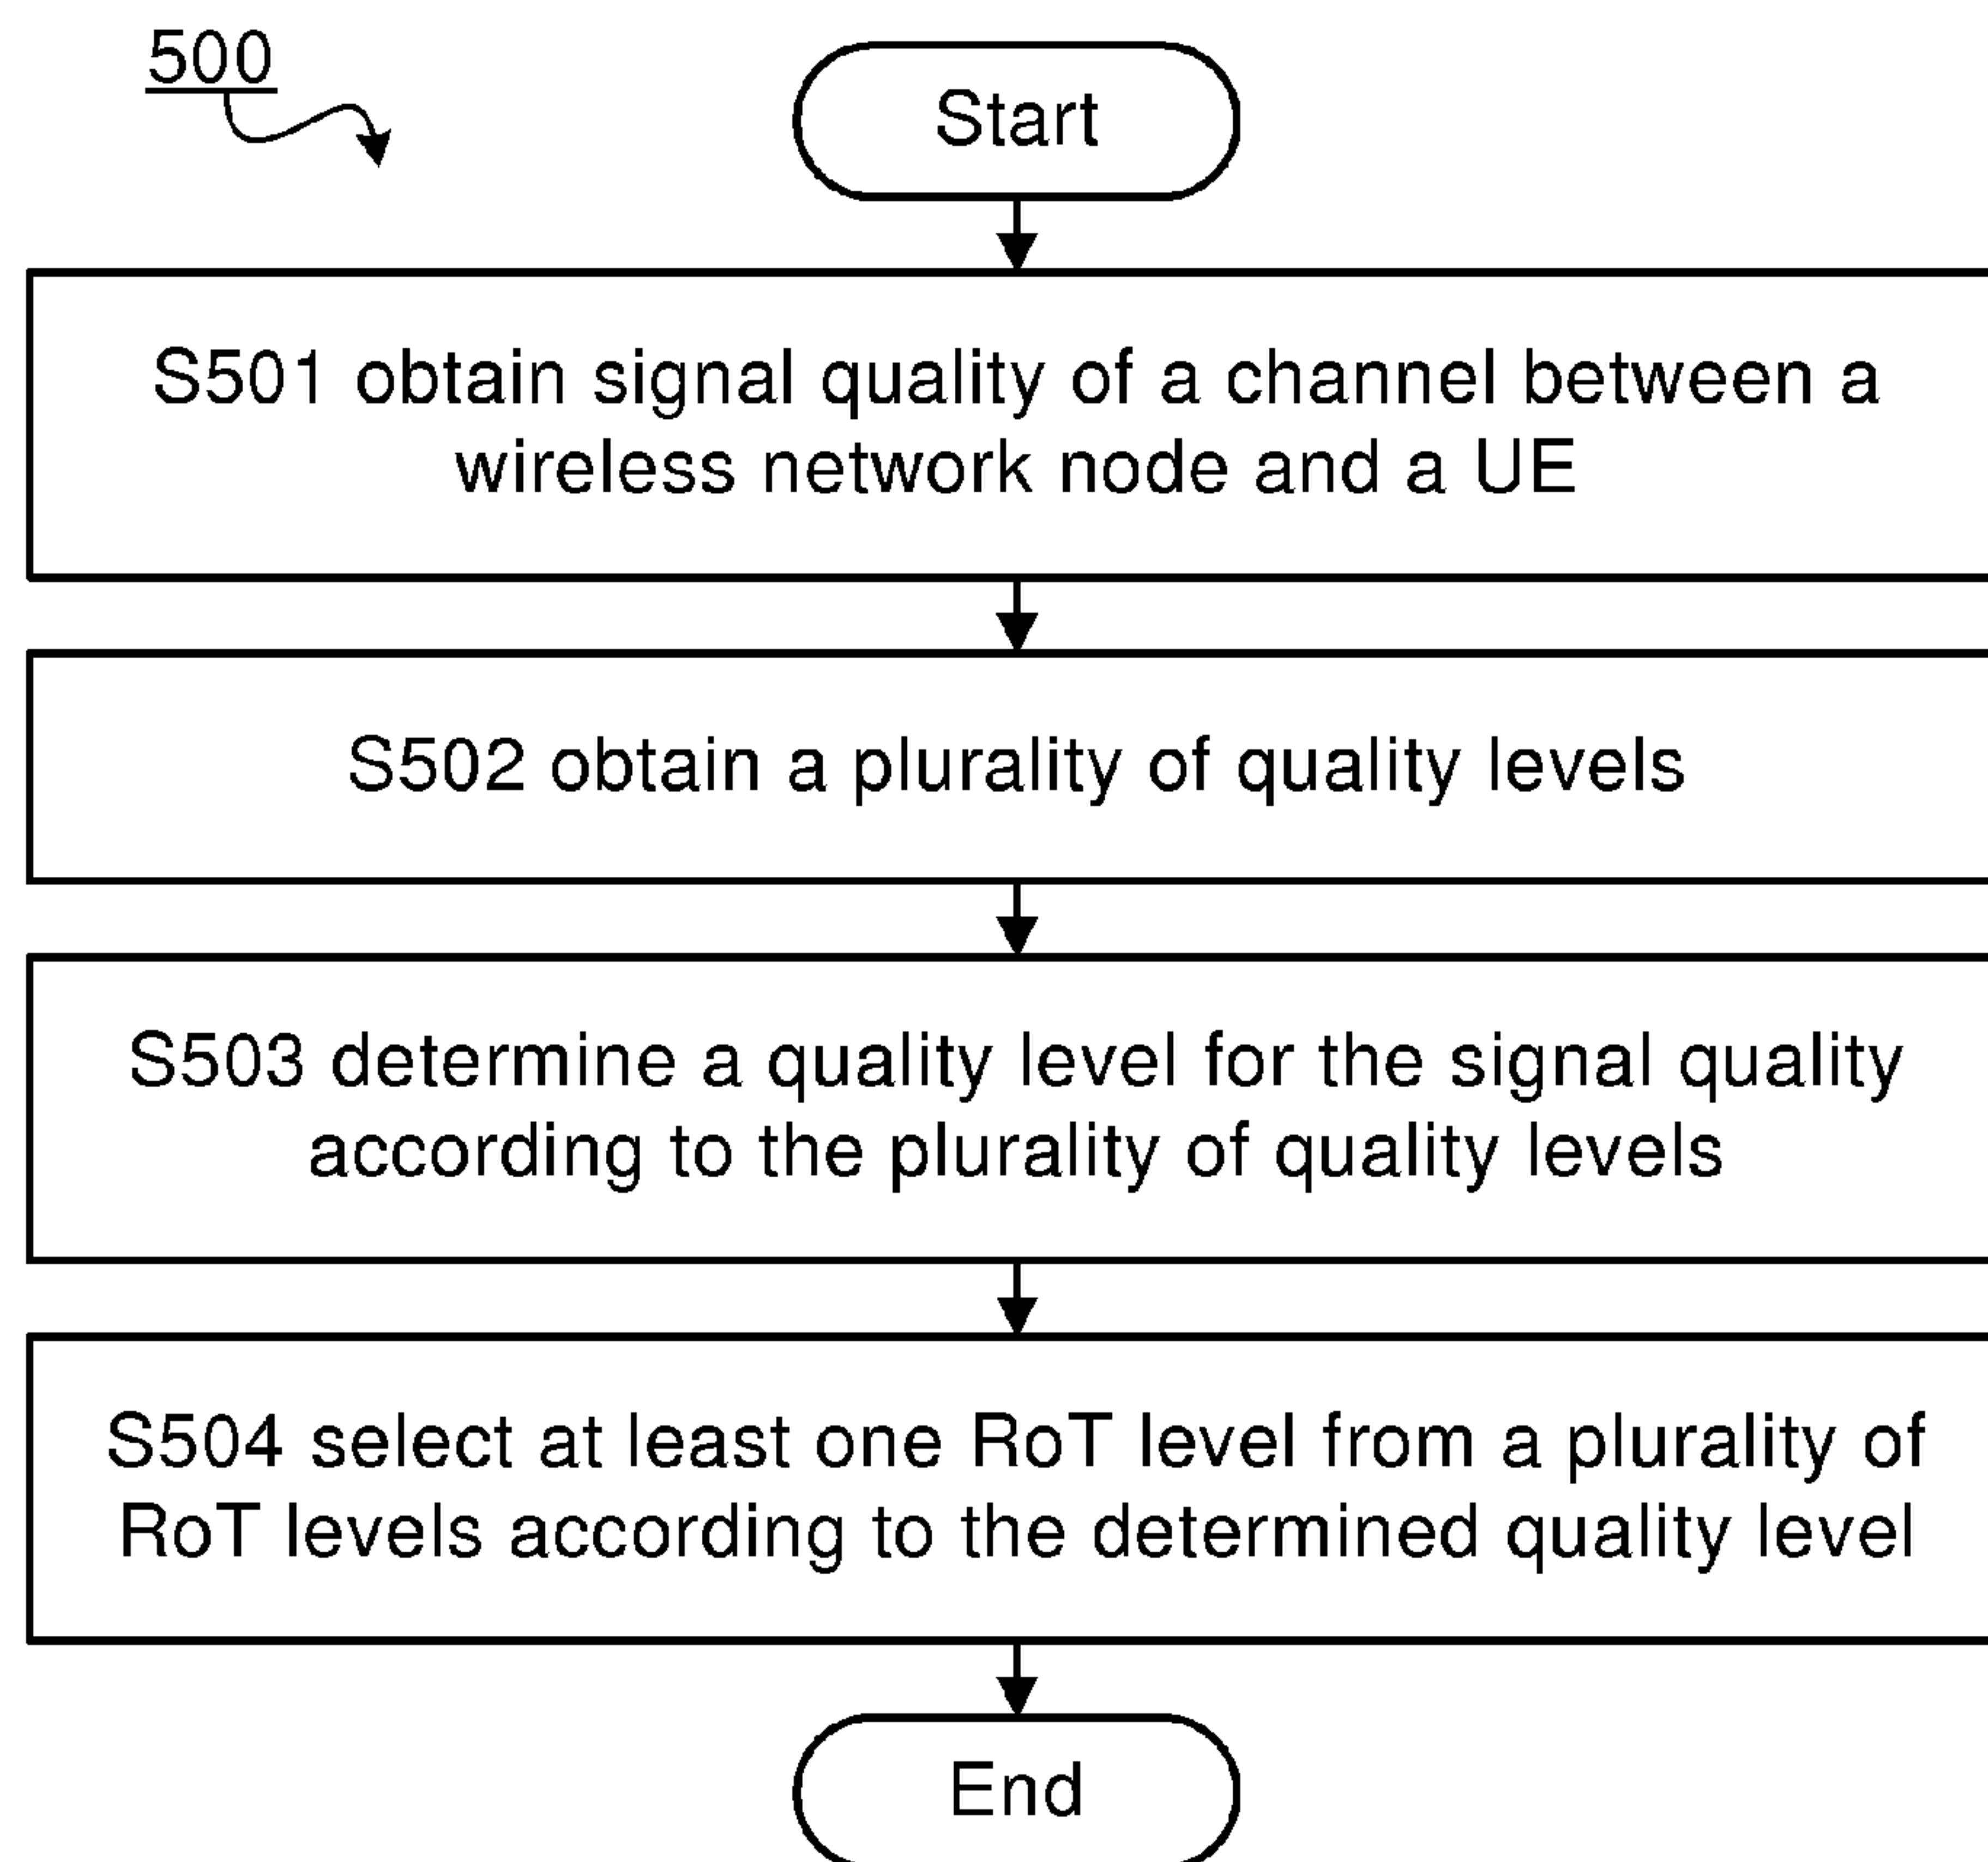 500
Start
S501 obtain signal quality of a channel between a
wireless network node and a UE
S502 obtain a plurality of quality levels
S503 determine a quality level for the signal quality
according to the plurality of quality levels
S504 select at least one RoT level from a plurality of
RoT levels according to the determined quality level
End